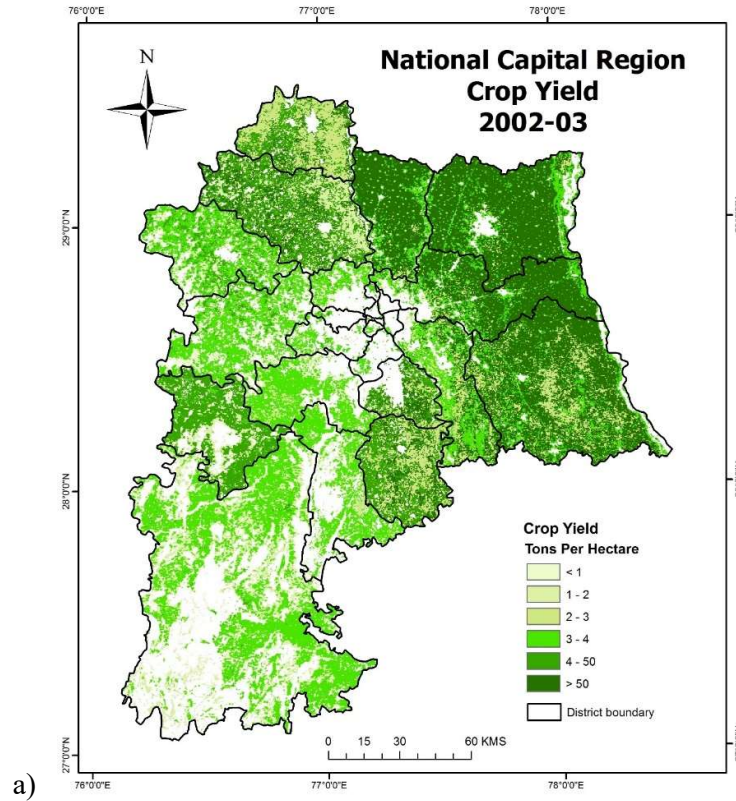 76°0'0"E 77°0'0"E 78°0'0"E
National Capital Region
Crop Yield
2002-03
N
29°0'0"N
28°0'0"N
27°0'0"N
Crop Yield
Tons Per Hectare
< 1
1 - 2
2 - 3
3 - 4
4 - 50
> 50
District boundary
0 15 30 60 KMS
76°0'0"E 77°0'0"E 78°0'0"E
a)